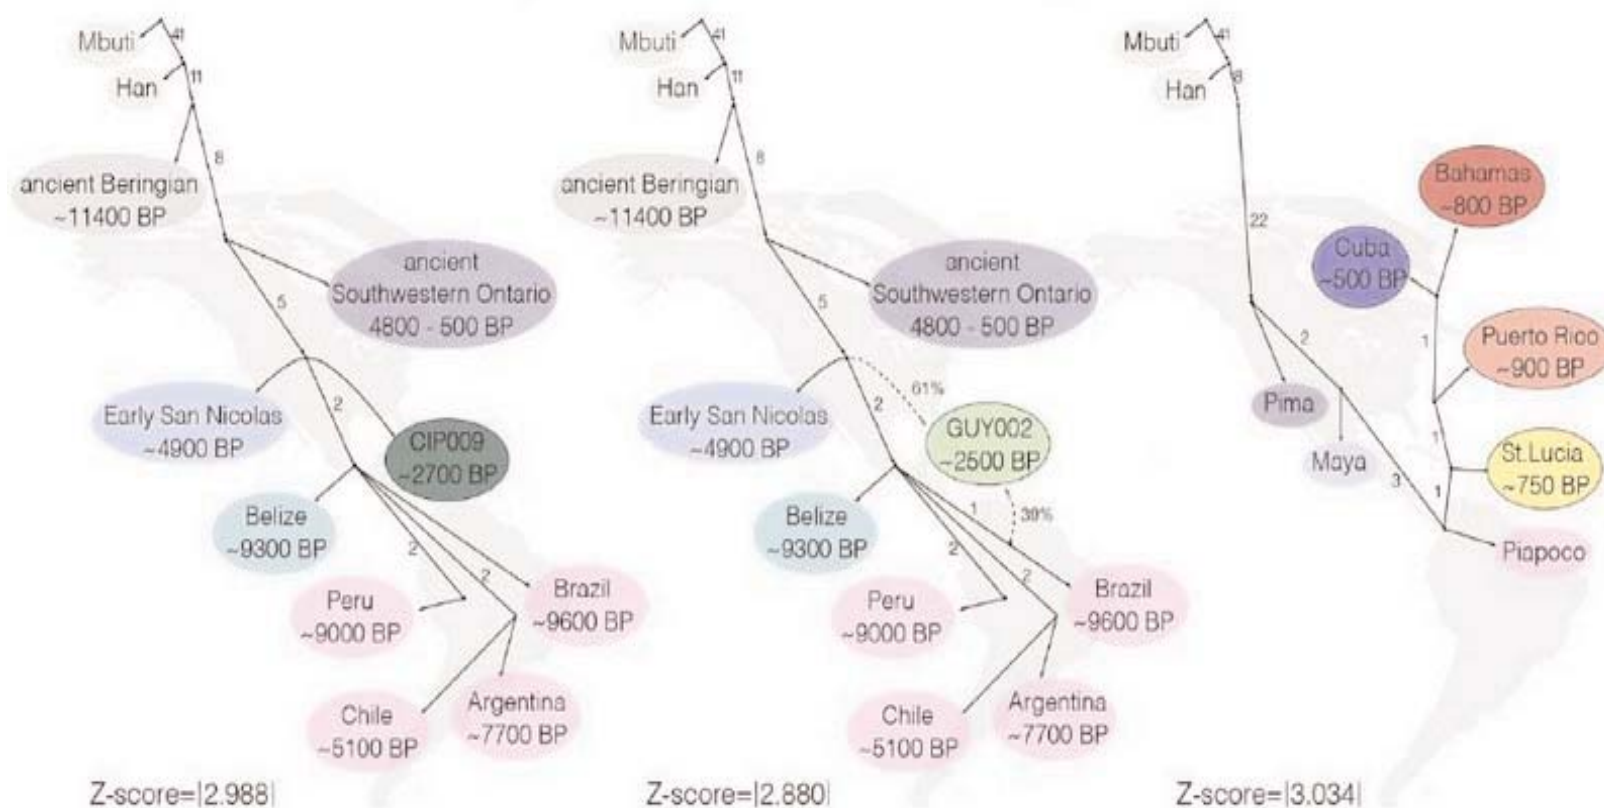 Mbuti
41
Han
11
ancient Beringian
~11400 BP
8
ancient
Southwestern Ontario
4800 - 500 BP
5
Early San Nicolas
~4900 BP
2
CIP009
~2700 BP
Belize
~9300 BP
2
2
Peru
~9000 BP
Brazil
~9600 BP
Chile
~5100 BP
Argentina
~7700 BP
Z-score=|2.988|
Mbuti
41
Han
11
ancient Beringian
~11400 BP
8
ancient
Southwestern Ontario
4800 - 500 BP
5
61%
Early San Nicolas
~4900 BP
2
GUY002
~2500 BP
Belize
~9300 BP
1
39%
2
2
Peru
~9000 BP
Brazil
~9600 BP
Chile
~5100 BP
Argentina
~7700 BP
Z-score=|2.880|
Mbuti
41
Han
8
Bahamas
~800 BP
22
Cuba
~500 BP
2
1
Puerto Rico
~900 BP
Pima
Maya
1
St.Lucia
~750 BP
3
1
Piapoco
Z-score=|3.034|